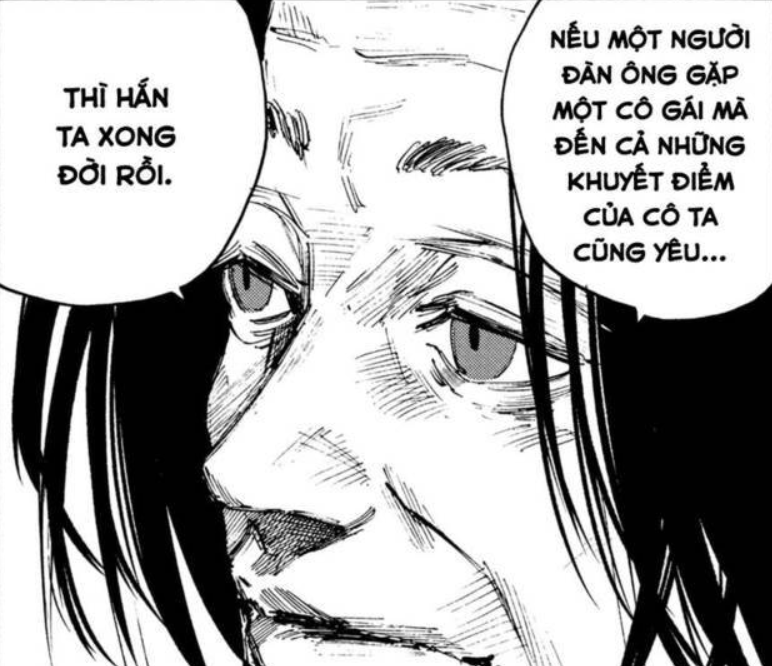 NẾU MỘT NGƯỜI
ĐÀN ÔNG GẶP
MỘT CÔ GÁI MÀ
ĐẾN CẢ NHỮNG
KHUYẾT ĐIỂM
CỦA CÔ TA
CŨNG YÊU...
THÌ HẮN
TA XONG
ĐỜI RỒI.